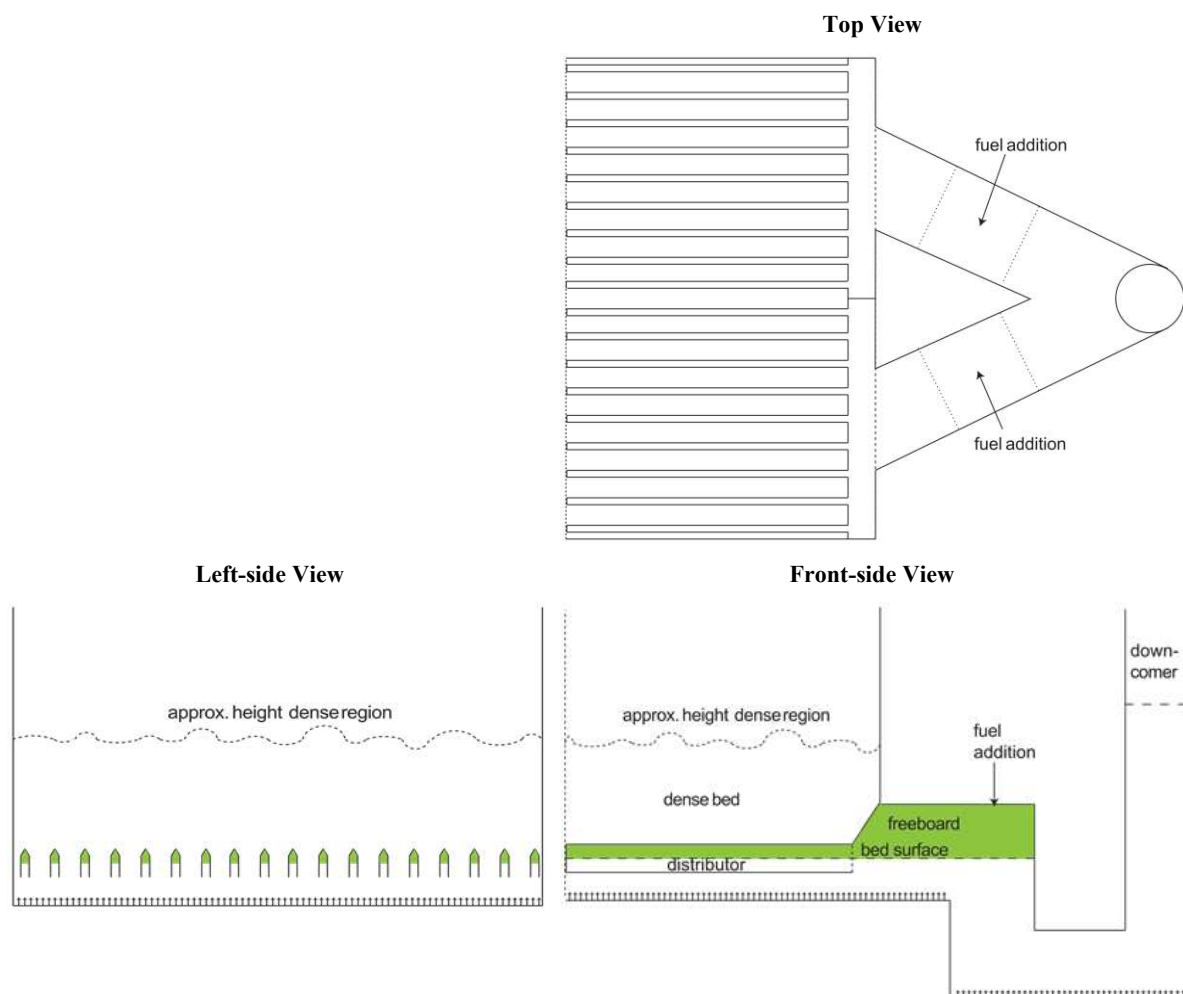 Top View
fuel addition
fuel addition
Left-side View
Front-side View
approx. height dense region
approx. height dense region
dense bed
distributor
freeboard
bed surface
fuel
addition
down-
comer